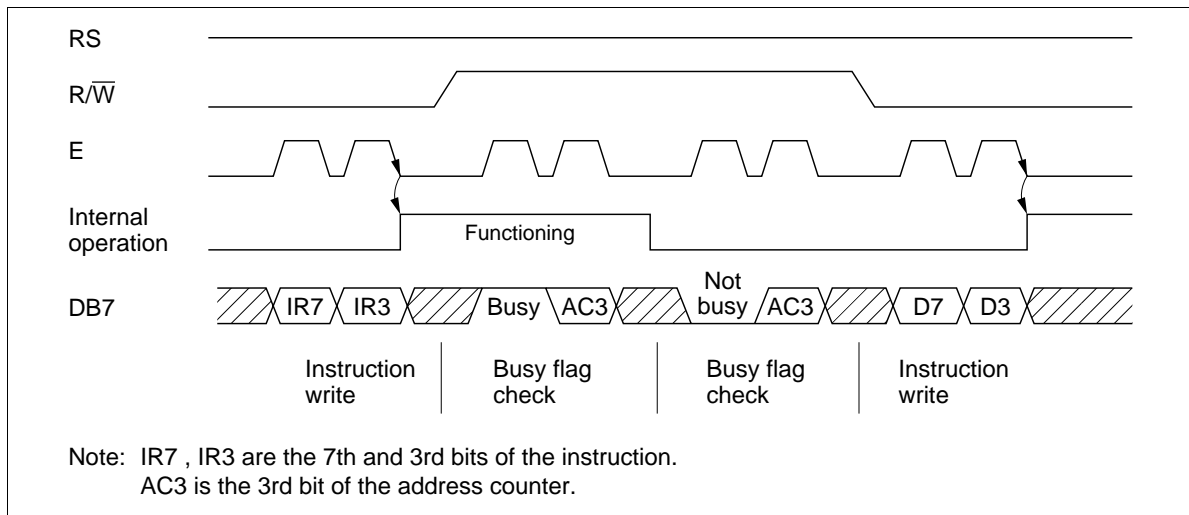 RS
R/W̅
E
Internal
operation
Functioning
DB7
IR7 IR3 Busy AC3 Not
busy AC3 D7 D3
Instruction
write
Busy flag
check
Busy flag
check
Instruction
write
Note: IR7 , IR3 are the 7th and 3rd bits of the instruction.
AC3 is the 3rd bit of the address counter.